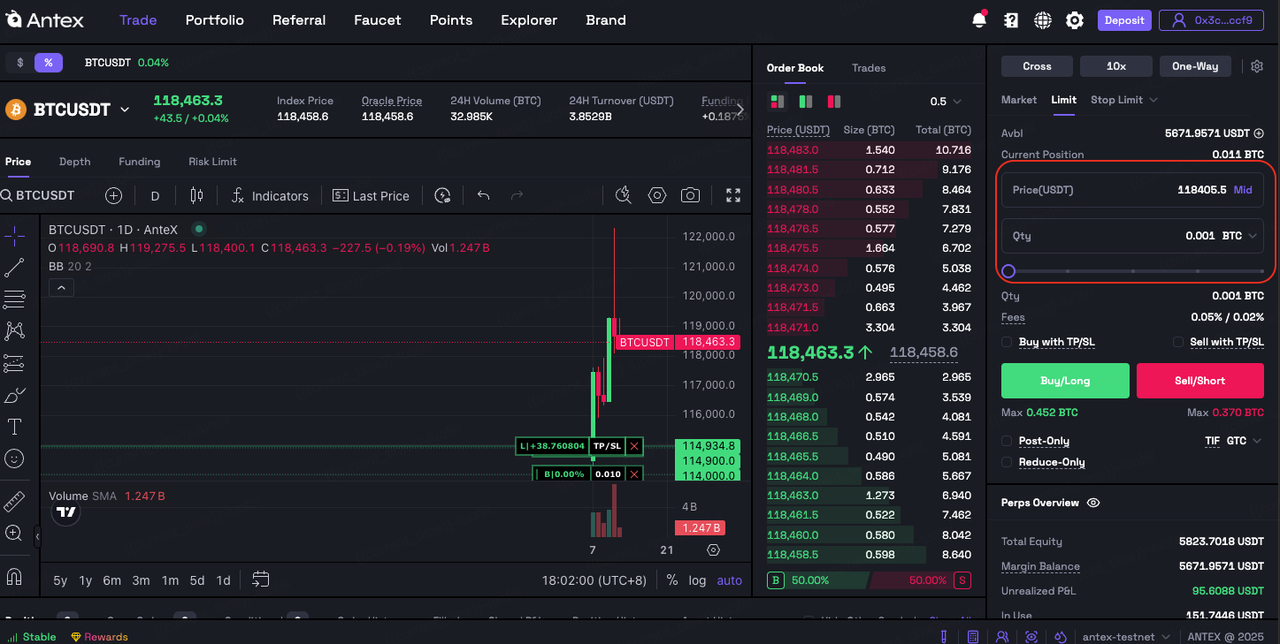 Antex Trade Portfolio Referral Faucet Points Explorer Brand Deposit 0x3c...ccf9
$ % BTCUSDT 0.04%
BTCUSDT 118,463.3 +43.5 / +0.04%
Index Price 118,458.6
Oracle Price 118,458.6
24H Volume (BTC) 32.985K
24H Turnover (USDT) 3.8529B
Price Depth Funding Risk Limit
BTCUSDT D Indicators Last Price
BTCUSDT · 1D · AnteX
O118,690.8 H119,275.5 L118,400.1 C118,463.3 −227.5 (−0.19%) Vol1.247B
BB 20 2
122,000.0
121,000.0
120,000.0
119,000.0
BTCUSDT 118,463.3
118,000.0
117,000.0
116,000.0
L|+38.760804 TP/SL 114,934.8
114,900.0
B|0.00% 0.010 114,000.0
Volume SMA 1.247B
4B
1.247B
7 21
5y 1y 6m 3m 1m 5d 1d 18:02:00 (UTC+8) % log auto
Order Book Trades
0.5
Price (USDT) Size (BTC) Total (BTC)
118,483.0 1.540 10.716
118,481.5 0.712 9.176
118,480.5 0.633 8.464
118,478.0 0.552 7.831
118,476.5 0.577 7.279
118,475.5 1.664 6.702
118,474.0 0.576 5.038
118,473.0 0.495 4.462
118,471.5 0.663 3.967
118,471.0 3.304 3.304
118,463.3 118,458.6
118,470.5 2.965 2.965
118,469.0 0.574 3.539
118,468.0 0.542 4.081
118,466.5 0.510 4.591
118,465.5 0.490 5.081
118,464.0 0.586 5.667
118,463.0 1.273 6.940
118,461.5 0.522 7.462
118,460.0 0.580 8.042
118,458.5 0.598 8.640
B 50.00% 50.00% S
Cross 10x One-Way
Market Limit Stop Limit
Avbl 5671.9571 USDT
Current Position 0.011 BTC
Price(USDT) 118405.5 Mid
Qty 0.001 BTC
Qty 0.001 BTC
Fees 0.05% / 0.02%
Buy with TP/SL Sell with TP/SL
Buy/Long Sell/Short
Max 0.452 BTC Max 0.370 BTC
Post-Only TIF GTC
Reduce-Only
Perps Overview
Total Equity 5823.7018 USDT
Margin Balance 5671.9571 USDT
Unrealized P&L 95.6088 USDT
In Use 151.7446 USDT
Stable Rewards antex-testnet ANTEX @ 2025